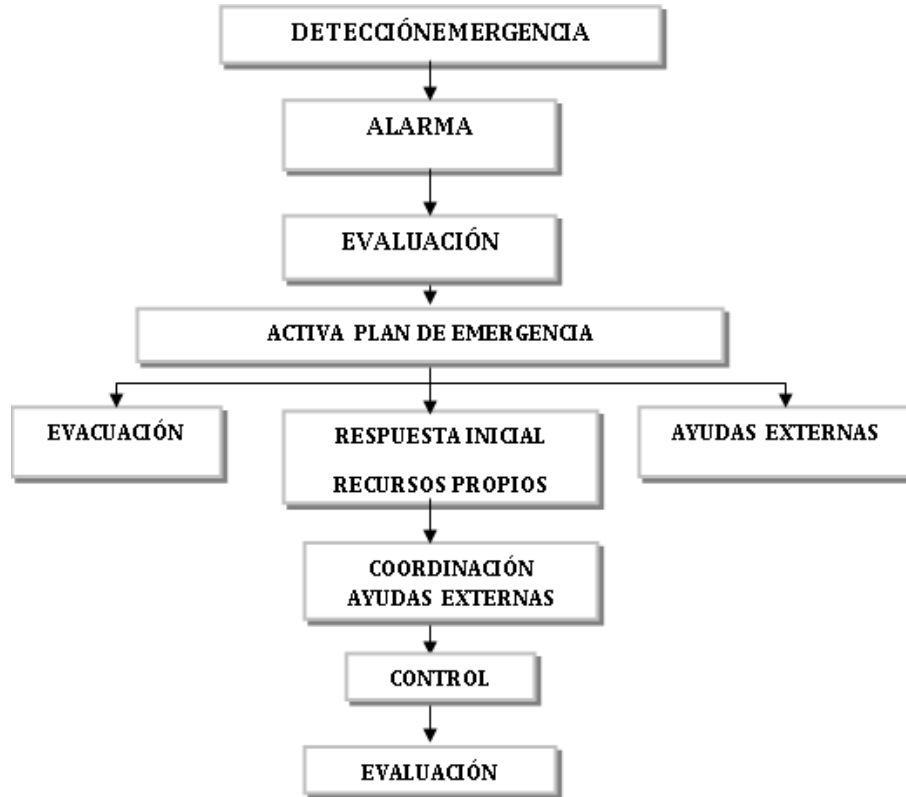 DETECCIÓNEMERGENCIA
ALARMA
EVALUACIÓN
ACTIVA PLAN DE EMERGENCIA
EVACUACIÓN
RESPUESTA INICIAL
RECURSOS PROPIOS
AYUDAS EXTERNAS
COORDINACIÓN
AYUDAS EXTERNAS
CONTROL
EVALUACIÓN